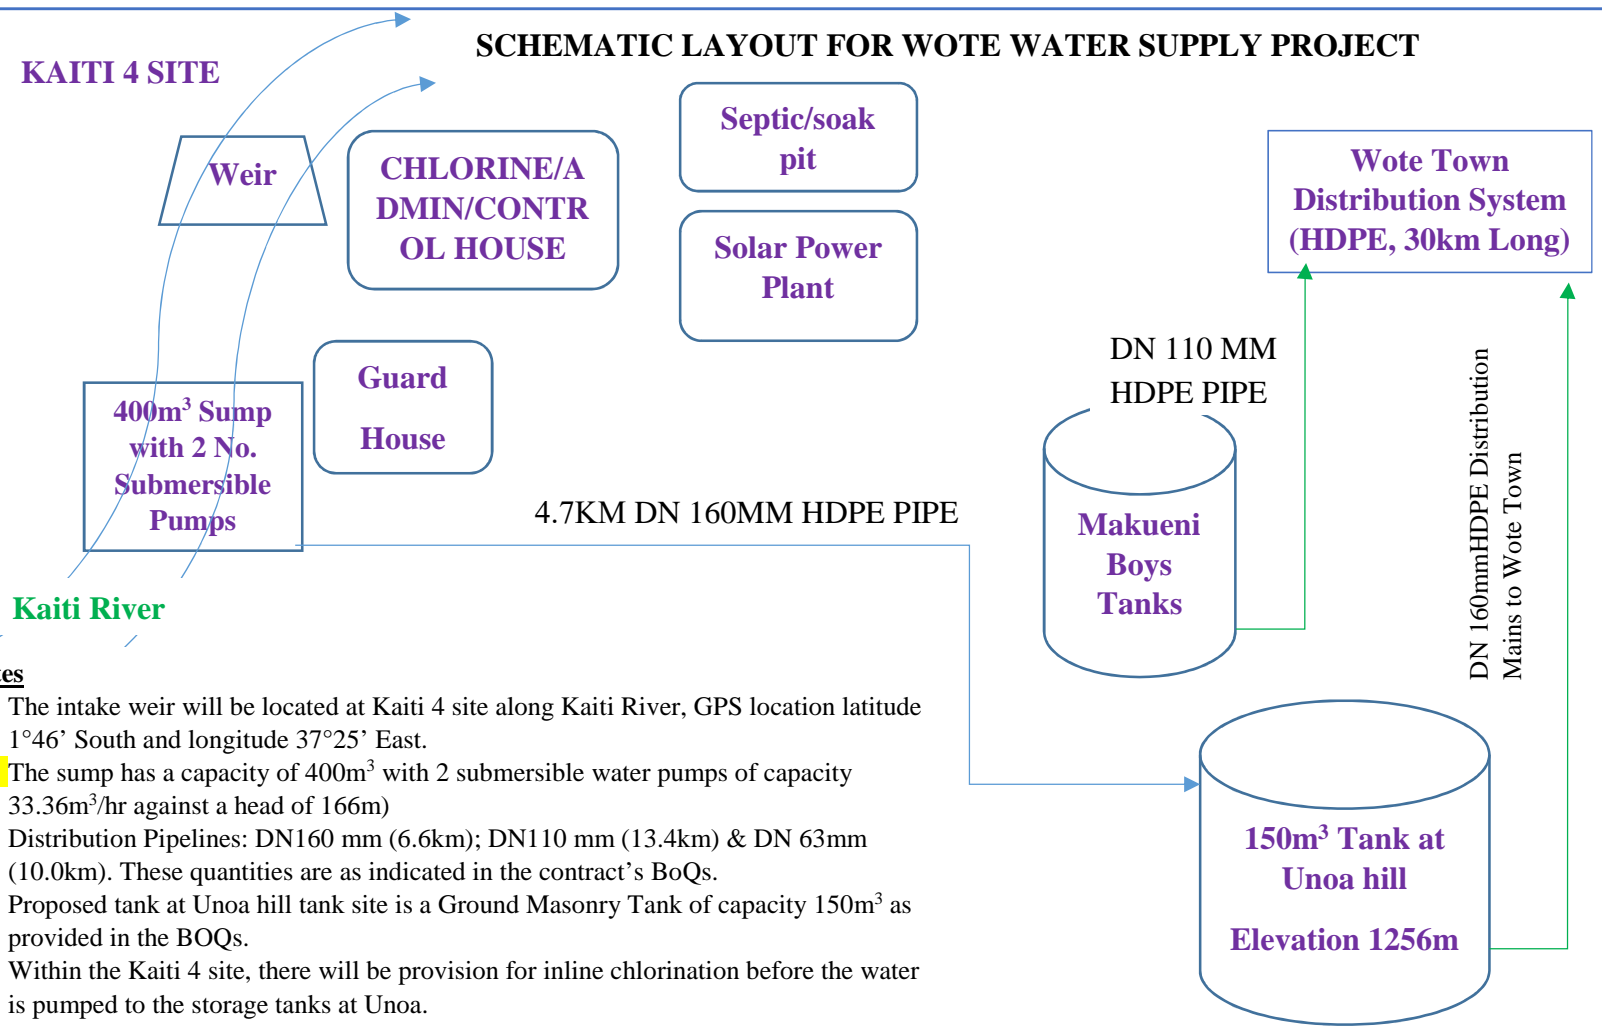 SCHEMATIC LAYOUT FOR WOTE WATER SUPPLY PROJECT
KAITI 4 SITE
Weir
CHLORINE/A
DMIN/CONTR
OL HOUSE
Septic/soak
pit
Solar Power
Plant
Wote Town
Distribution System
(HDPE, 30km Long)
Guard
House
400m³ Sump
with 2 No.
Submersible
Pumps
DN 110 MM
HDPE PIPE
4.7KM DN 160MM HDPE PIPE
Makueni
Boys
Tanks
DN 160mmHDPE Distribution
Mains to Wote Town
Kaiti River
tes
The intake weir will be located at Kaiti 4 site along Kaiti River, GPS location latitude
1°46’ South and longitude 37°25’ East.
The sump has a capacity of 400m³ with 2 submersible water pumps of capacity
33.36m³/hr against a head of 166m)
Distribution Pipelines: DN160 mm (6.6km); DN110 mm (13.4km) & DN 63mm
(10.0km). These quantities are as indicated in the contract’s BoQs.
Proposed tank at Unoa hill tank site is a Ground Masonry Tank of capacity 150m³ as
provided in the BOQs.
Within the Kaiti 4 site, there will be provision for inline chlorination before the water
is pumped to the storage tanks at Unoa.
150m³ Tank at
Unoa hill
Elevation 1256m